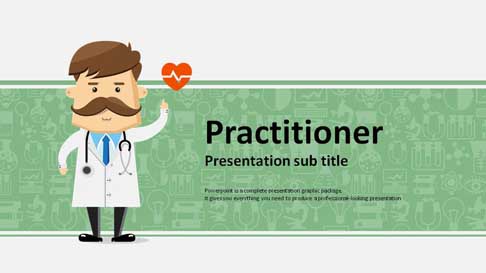 Practitioner
Presentation sub title
Powerpoint is a complete presentation graphic package.
It gives you everything you need to produce a professional-looking presentation